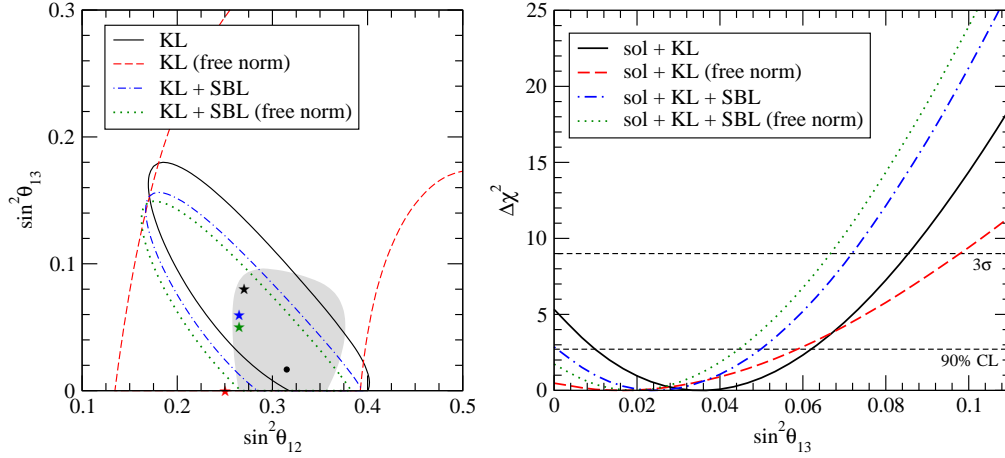 KL
KL (free norm)
KL + SBL
KL + SBL (free norm)
0.3
0.2
0.1
0
sin²θ₁₃
0.1 0.2 0.3 0.4 0.5
sin²θ₁₂
sol + KL
sol + KL (free norm)
sol + KL + SBL
sol + KL + SBL (free norm)
25
20
15
10
5
0
Δχ²
3σ
90% CL
0 0.02 0.04 0.06 0.08 0.1
sin²θ₁₃